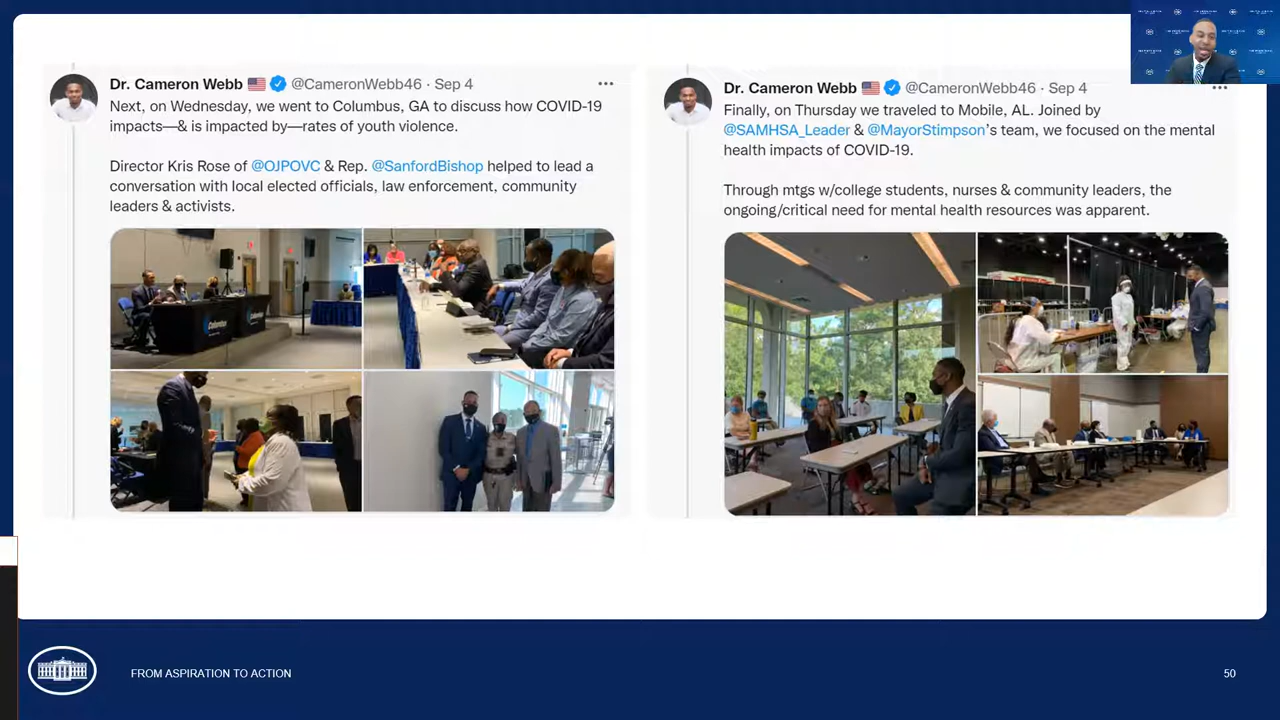 Dr. Cameron Webb 🇺🇸 @CameronWebb46 · Sep 4
Next, on Wednesday, we went to Columbus, GA to discuss how COVID-19
impacts—& is impacted by—rates of youth violence.
Director Kris Rose of @OJPOVC & Rep. @SanfordBishop helped to lead a
conversation with local elected officials, law enforcement, community
leaders & activists.
Columbus
Columbus
Dr. Cameron Webb 🇺🇸 @CameronWebb46 · Sep 4
Finally, on Thursday we traveled to Mobile, AL. Joined by
@SAMHSA_Leader & @MayorStimpson's team, we focused on the mental
health impacts of COVID-19.
Through mtgs w/college students, nurses & community leaders, the
ongoing/critical need for mental health resources was apparent.
FROM ASPIRATION TO ACTION
50